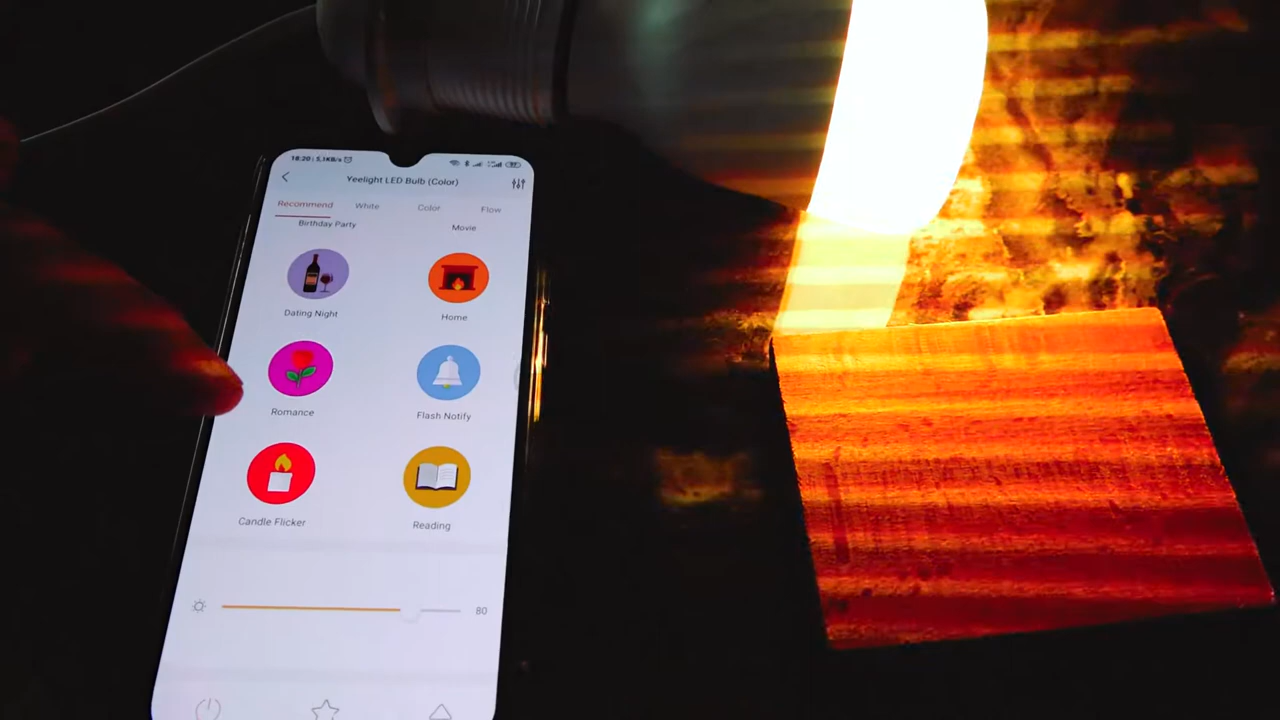 18:20 | 5,1KB/s
Yeelight LED Bulb (Color)
Recommend White Color Flow
Birthday Party Movie
Dating Night Home
Romance Flash Notify
Candle Flicker Reading
80